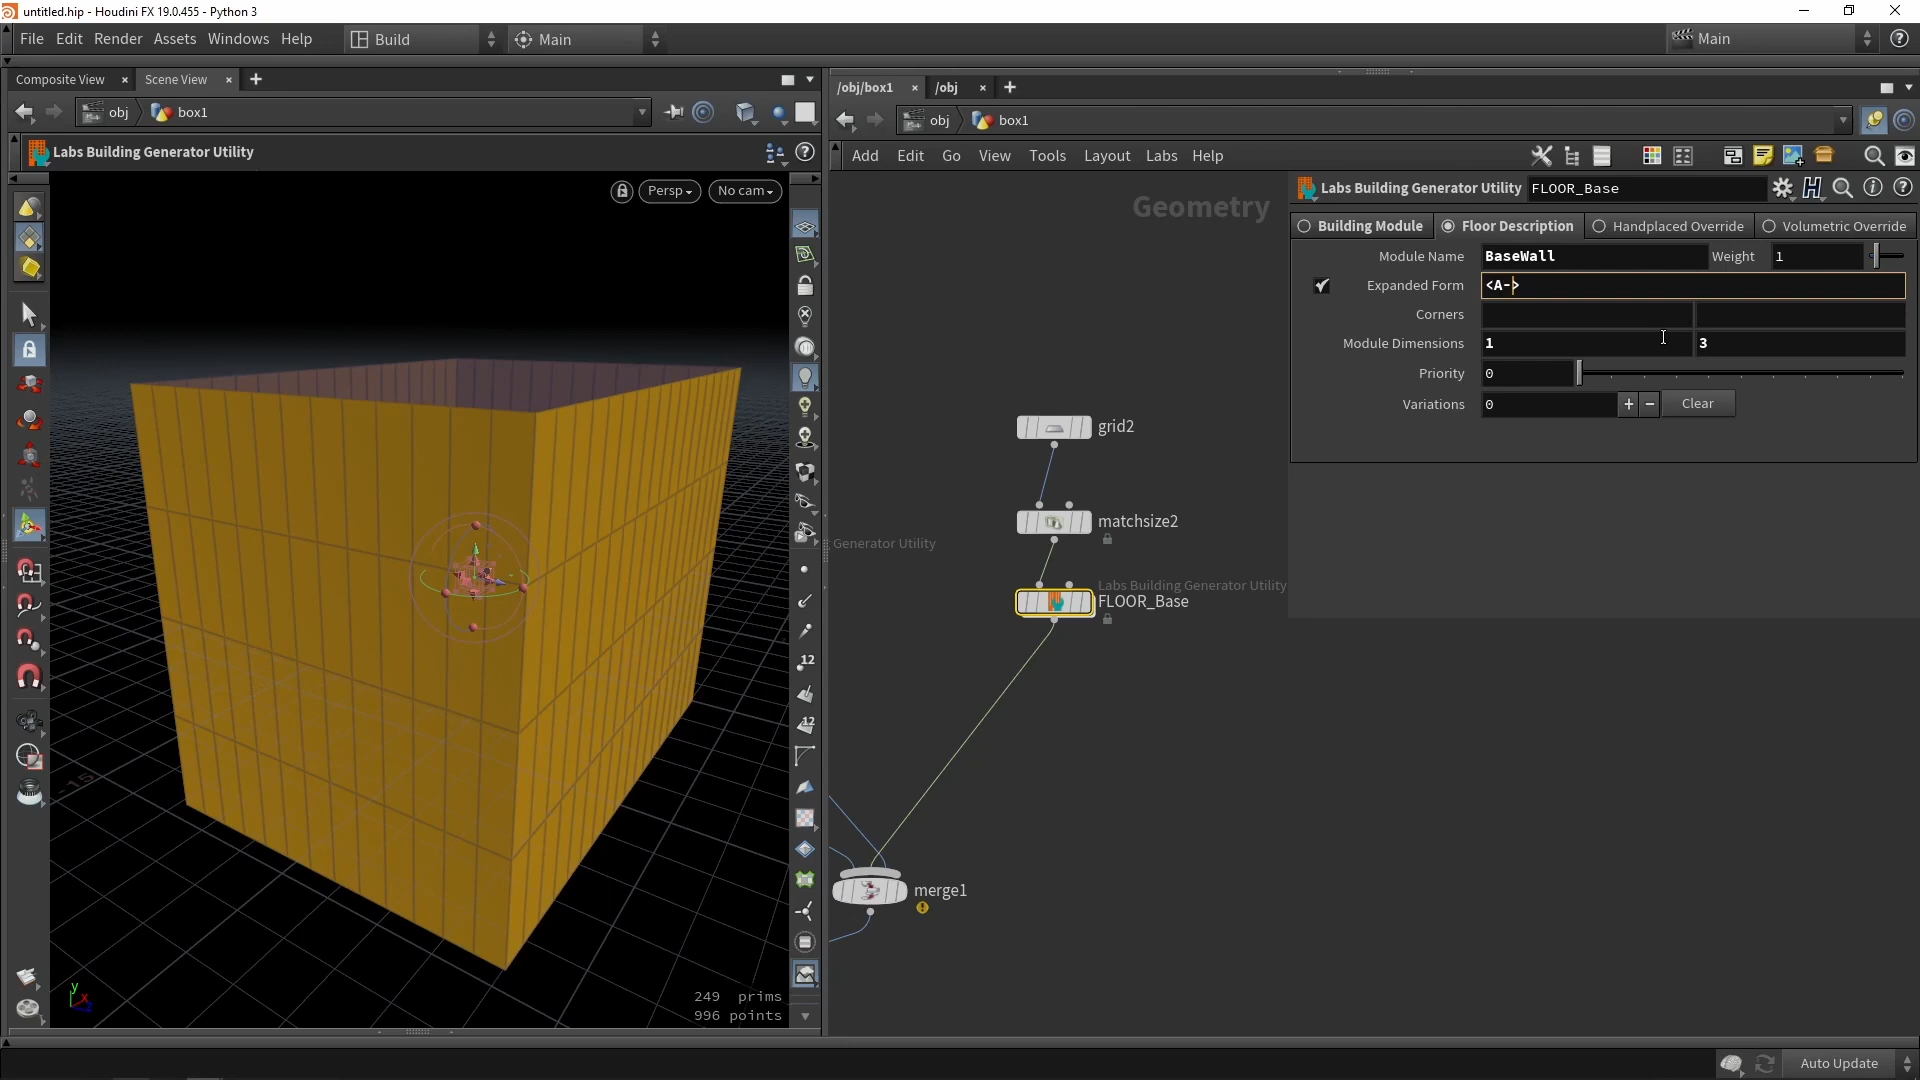 untitled.hip - Houdini FX 19.0.455 - Python 3
File Edit Render Assets Windows Help Build Main Main
Composite View × Scene View × +
/obj/box1 × /obj × +
obj box1
obj box1
Labs Building Generator Utility
Add Edit Go View Tools Layout Labs Help
Persp No cam
Geometry
Labs Building Generator Utility FLOOR_Base
Building Module Floor Description Handplaced Override Volumetric Override
Module Name BaseWall Weight 1
Expanded Form <A->
Corners
Module Dimensions 1 3
Priority 0
Variations 0 + − Clear
grid2
matchsize2
Generator Utility
Labs Building Generator Utility
FLOOR_Base
merge1
12
12
-15
y
x
z
249 prims
996 points
Auto Update